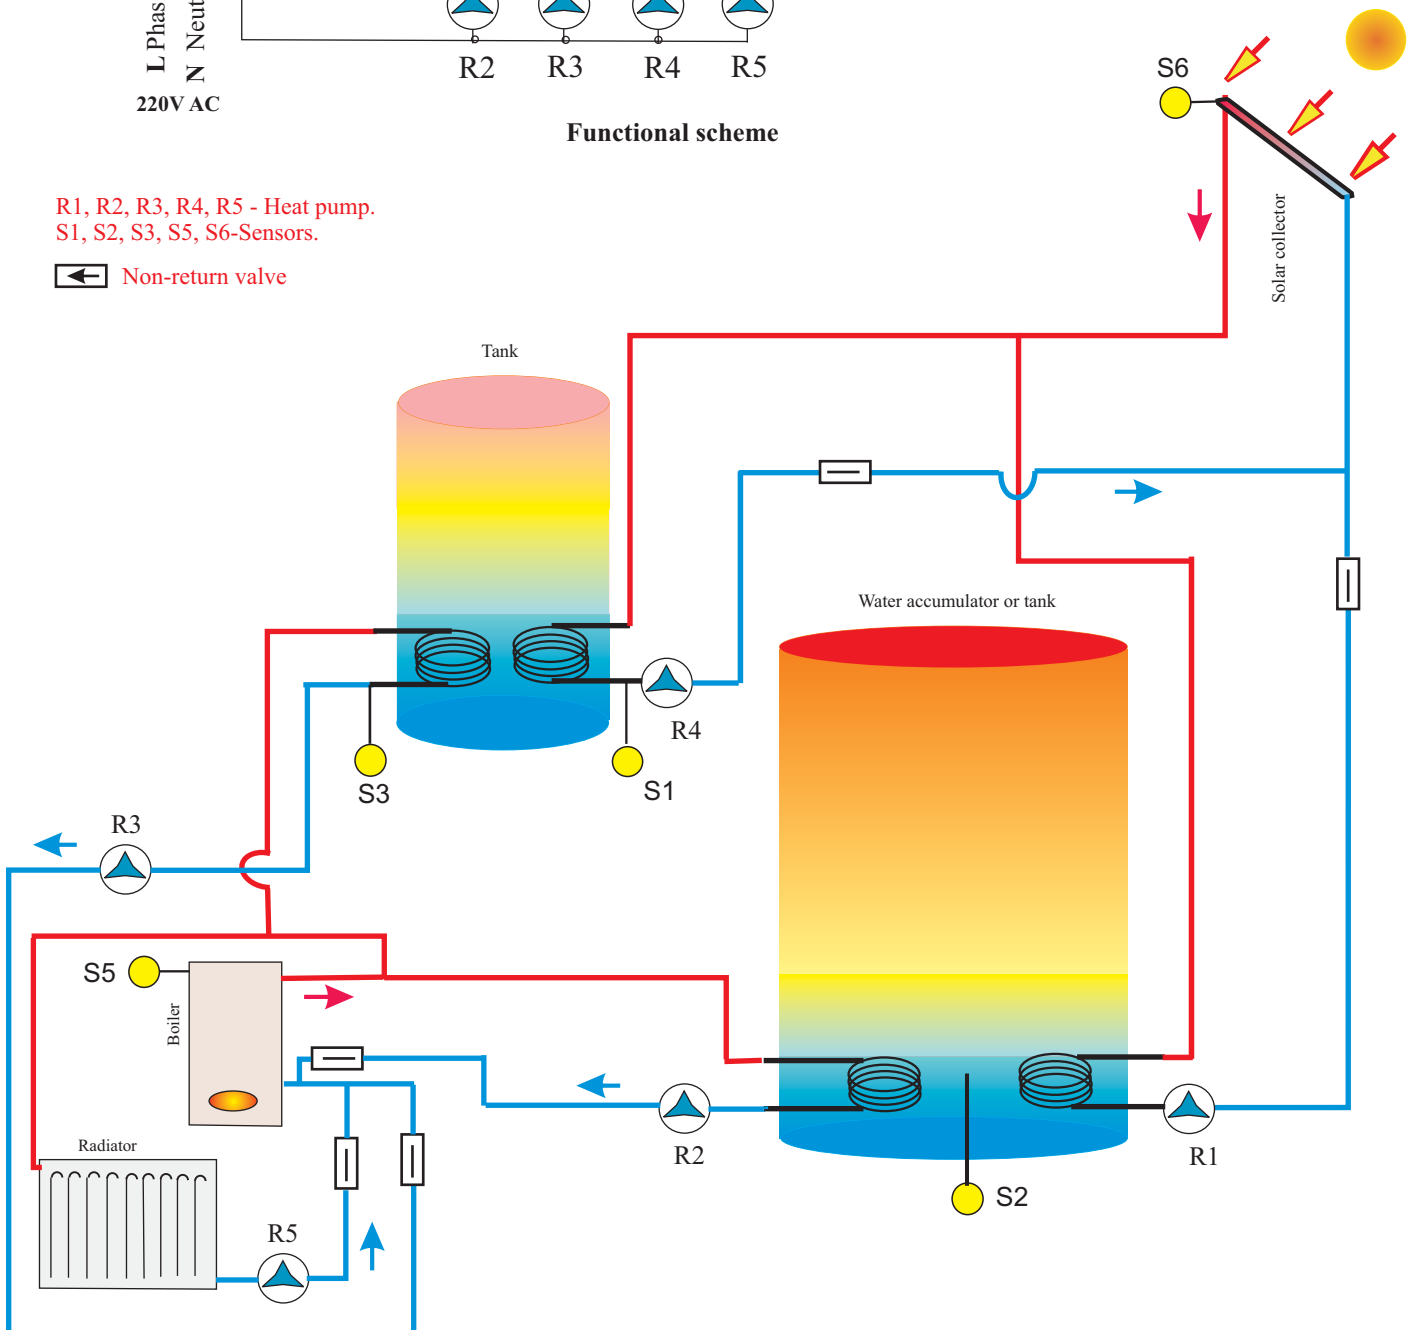 L Phas
N Neut
220V AC
R2 R3 R4 R5
Functional scheme
S6
R1, R2, R3, R4, R5 - Heat pump.
S1, S2, S3, S5, S6-Sensors.
Non-return valve
Solar collector
Tank
Water accumulator or tank
R4
S3
S1
R3
S5
Boiler
Radiator
R2
R1
S2
R5